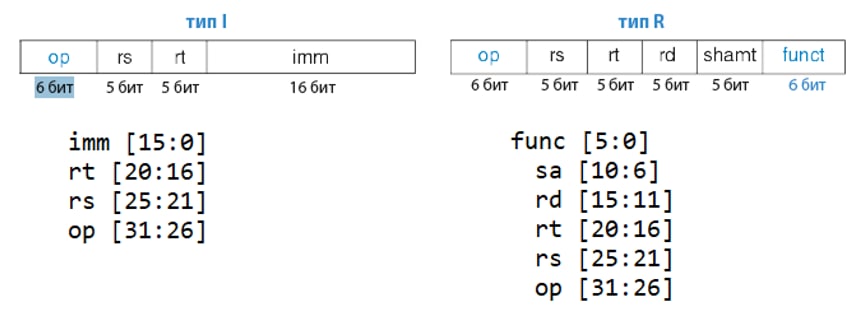 тип I
op rs rt imm
6 бит 5 бит 5 бит 16 бит
imm [15:0]
rt [20:16]
rs [25:21]
op [31:26]
тип R
op rs rt rd shamt funct
6 бит 5 бит 5 бит 5 бит 5 бит 6 бит
func [5:0]
sa [10:6]
rd [15:11]
rt [20:16]
rs [25:21]
op [31:26]